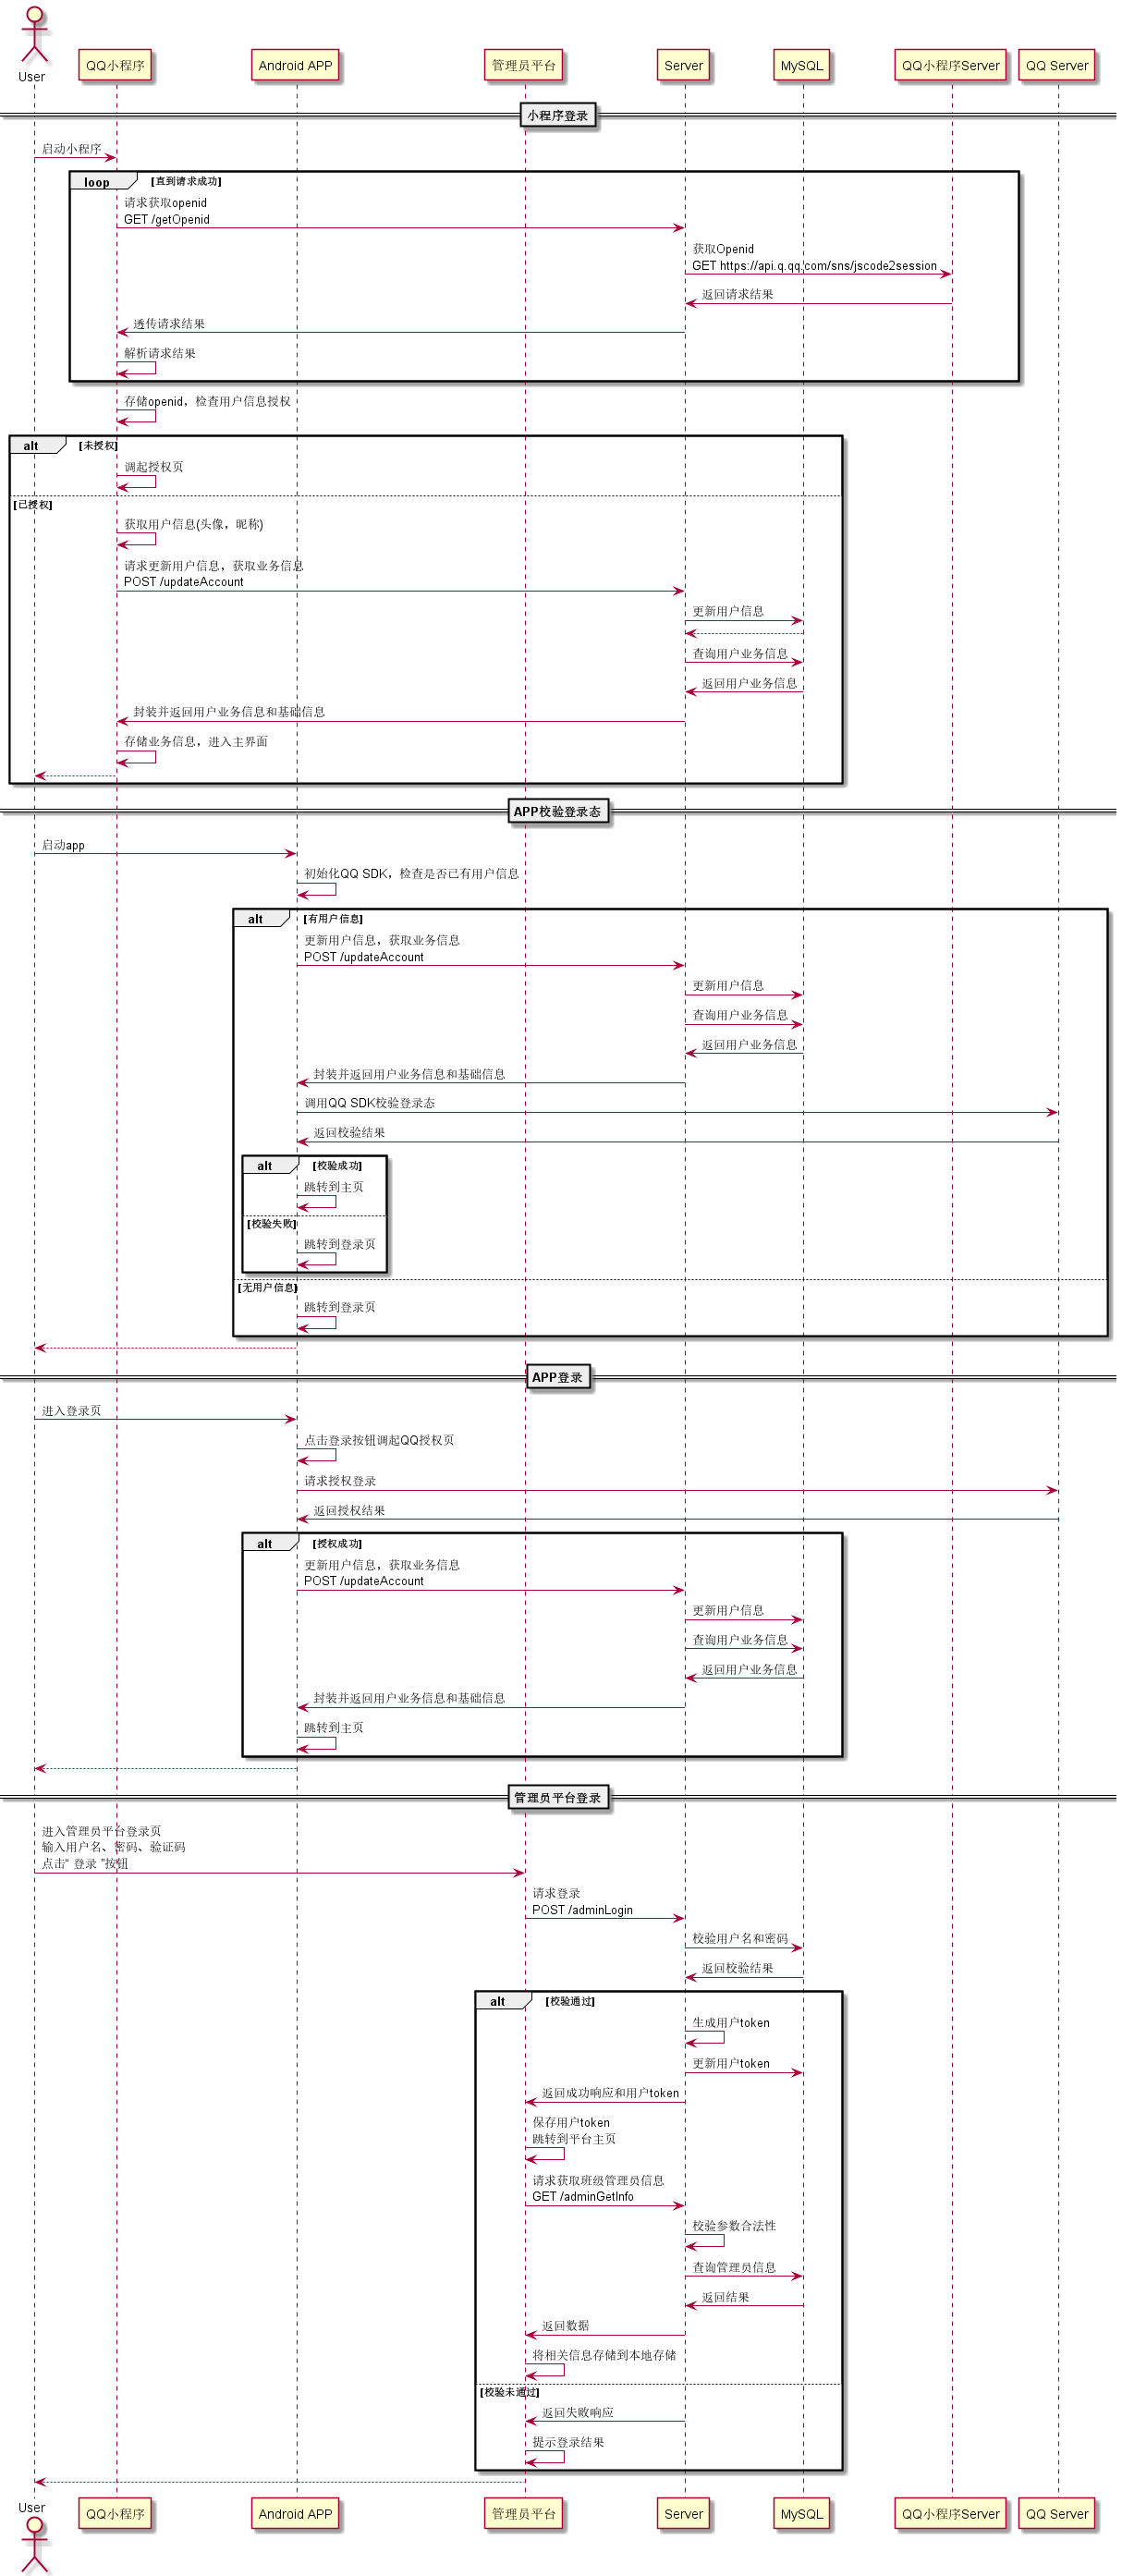 User
QQ小程序
Android APP
管理员平台
Server
MySQL
QQ小程序Server
QQ Server
小程序登录
启动小程序
loop
[直到请求成功]
请求获取openid
GET /getOpenid
获取Openid
GET https://api.q.qq.com/sns/jscode2session
返回请求结果
透传请求结果
解析请求结果
存储openid，检查用户信息授权
alt
[未授权]
调起授权页
[已授权]
获取用户信息(头像，昵称)
请求更新用户信息，获取业务信息
POST /updateAccount
更新用户信息
查询用户业务信息
返回用户业务信息
封装并返回用户业务信息和基础信息
存储业务信息，进入主界面
APP校验登录态
启动app
初始化QQ SDK，检查是否已有用户信息
alt
[有用户信息]
更新用户信息，获取业务信息
POST /updateAccount
更新用户信息
查询用户业务信息
返回用户业务信息
封装并返回用户业务信息和基础信息
调用QQ SDK校验登录态
返回校验结果
alt
[校验成功]
跳转到主页
[校验失败]
跳转到登录页
[无用户信息]
跳转到登录页
APP登录
进入登录页
点击登录按钮调起QQ授权页
请求授权登录
返回授权结果
alt
[授权成功]
更新用户信息，获取业务信息
POST /updateAccount
更新用户信息
查询用户业务信息
返回用户业务信息
封装并返回用户业务信息和基础信息
跳转到主页
管理员平台登录
进入管理员平台登录页
输入用户名、密码、验证码
点击“ 登录 ”按钮
请求登录
POST /adminLogin
校验用户名和密码
返回校验结果
alt
[校验通过]
生成用户token
更新用户token
返回成功响应和用户token
保存用户token
跳转到平台主页
请求获取班级管理员信息
GET /adminGetInfo
校验参数合法性
查询管理员信息
返回结果
返回数据
将相关信息存储到本地存储
[校验未通过]
返回失败响应
提示登录结果
User
QQ小程序
Android APP
管理员平台
Server
MySQL
QQ小程序Server
QQ Server